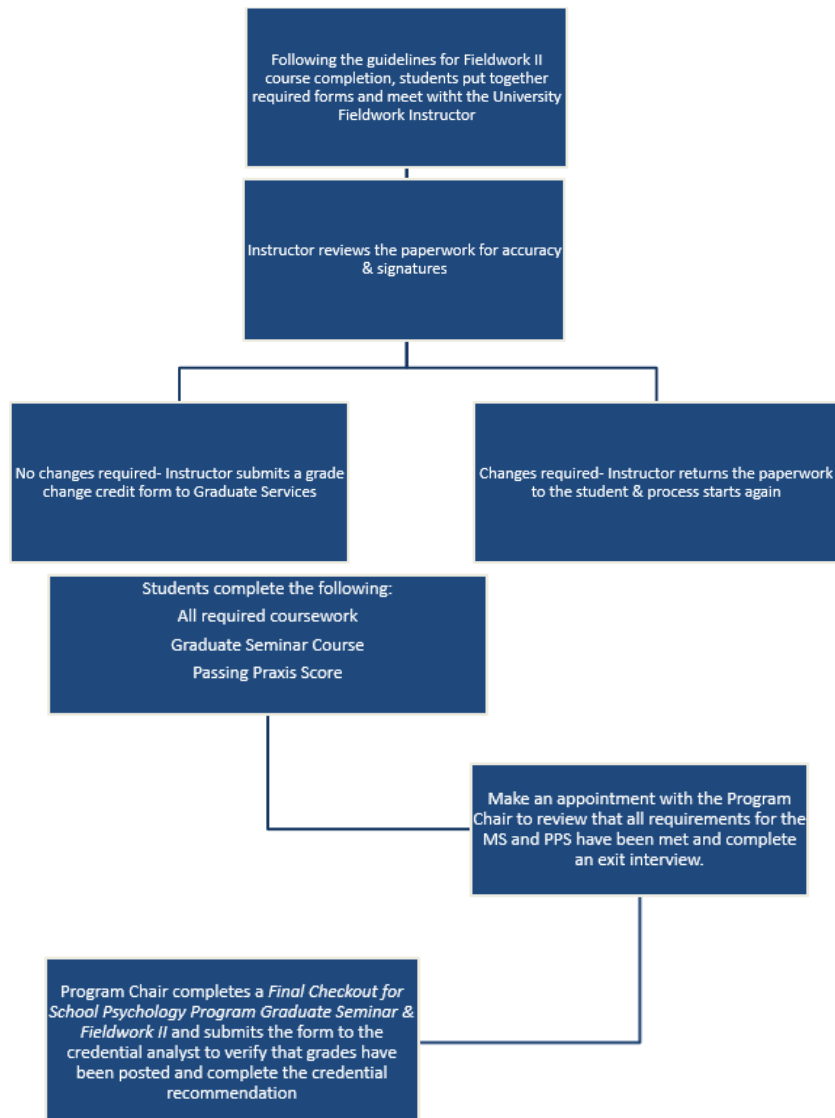 Following the guidelines for Fieldwork II
course completion, students put together
required forms and meet witht the University
Fieldwork Instructor
Instructor reviews the paperwork for accuracy
& signatures
No changes required- Instructor submits a grade
change credit form to Graduate Services
Changes required- Instructor returns the paperwork
to the student & process starts again
Students complete the following:
All required coursework
Graduate Seminar Course
Passing Praxis Score
Make an appointment with the Program
Chair to review that all requirements for the
MS and PPS have been met and complete
an exit interview.
Program Chair completes a Final Checkout for
School Psychology Program Graduate Seminar &
Fieldwork II and submits the form to the
credential analyst to verify that grades have
been posted and complete the credential
recommendation